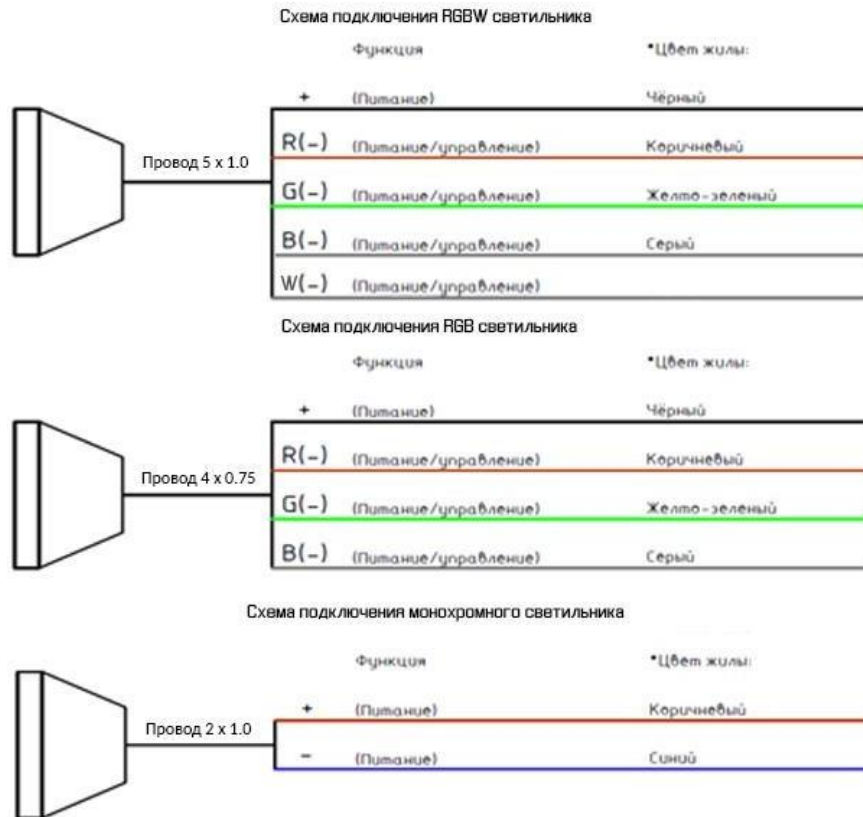 Схема подключения RGBW светильника
Функция *Цвет жилы:
+ (Питание) Чёрный
R(-) (Питание/управление) Коричневый
Провод 5 x 1.0
G(-) (Питание/управление) Желто-зеленый
B(-) (Питание/управление) Серый
W(-) (Питание/управление)
Схема подключения RGB светильника
Функция *Цвет жилы:
+ (Питание) Чёрный
R(-) (Питание/управление) Коричневый
Провод 4 x 0.75
G(-) (Питание/управление) Желто-зеленый
B(-) (Питание/управление) Серый
Схема подключения монохромного светильника
Функция *Цвет жилы:
+ (Питание) Коричневый
Провод 2 x 1.0
- (Питание) Синий